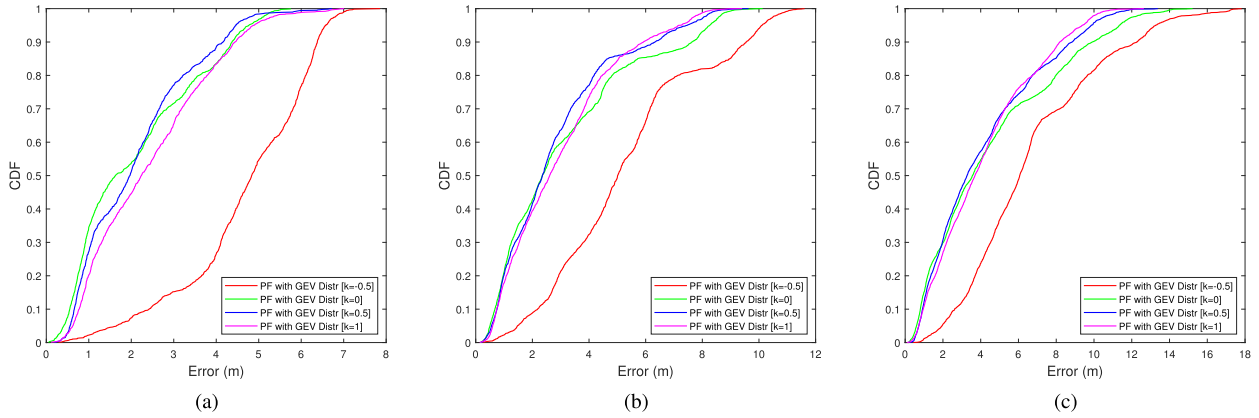 1
0.9
0.8
0.7
0.6
0.5
0.4
0.3
0.2
0.1
0
CDF
PF with GEV Distr [k=-0.5]
PF with GEV Distr [k=0]
PF with GEV Distr [k=0.5]
PF with GEV Distr [k=1]
0 1 2 3 4 5 6 7 8
Error (m)
(a)
1
0.9
0.8
0.7
0.6
0.5
0.4
0.3
0.2
0.1
0
CDF
PF with GEV Distr [k=-0.5]
PF with GEV Distr [k=0]
PF with GEV Distr [k=0.5]
PF with GEV Distr [k=1]
0 2 4 6 8 10 12
Error (m)
(b)
1
0.9
0.8
0.7
0.6
0.5
0.4
0.3
0.2
0.1
0
CDF
PF with GEV Distr [k=-0.5]
PF with GEV Distr [k=0]
PF with GEV Distr [k=0.5]
PF with GEV Distr [k=1]
0 2 4 6 8 10 12 14 16 18
Error (m)
(c)